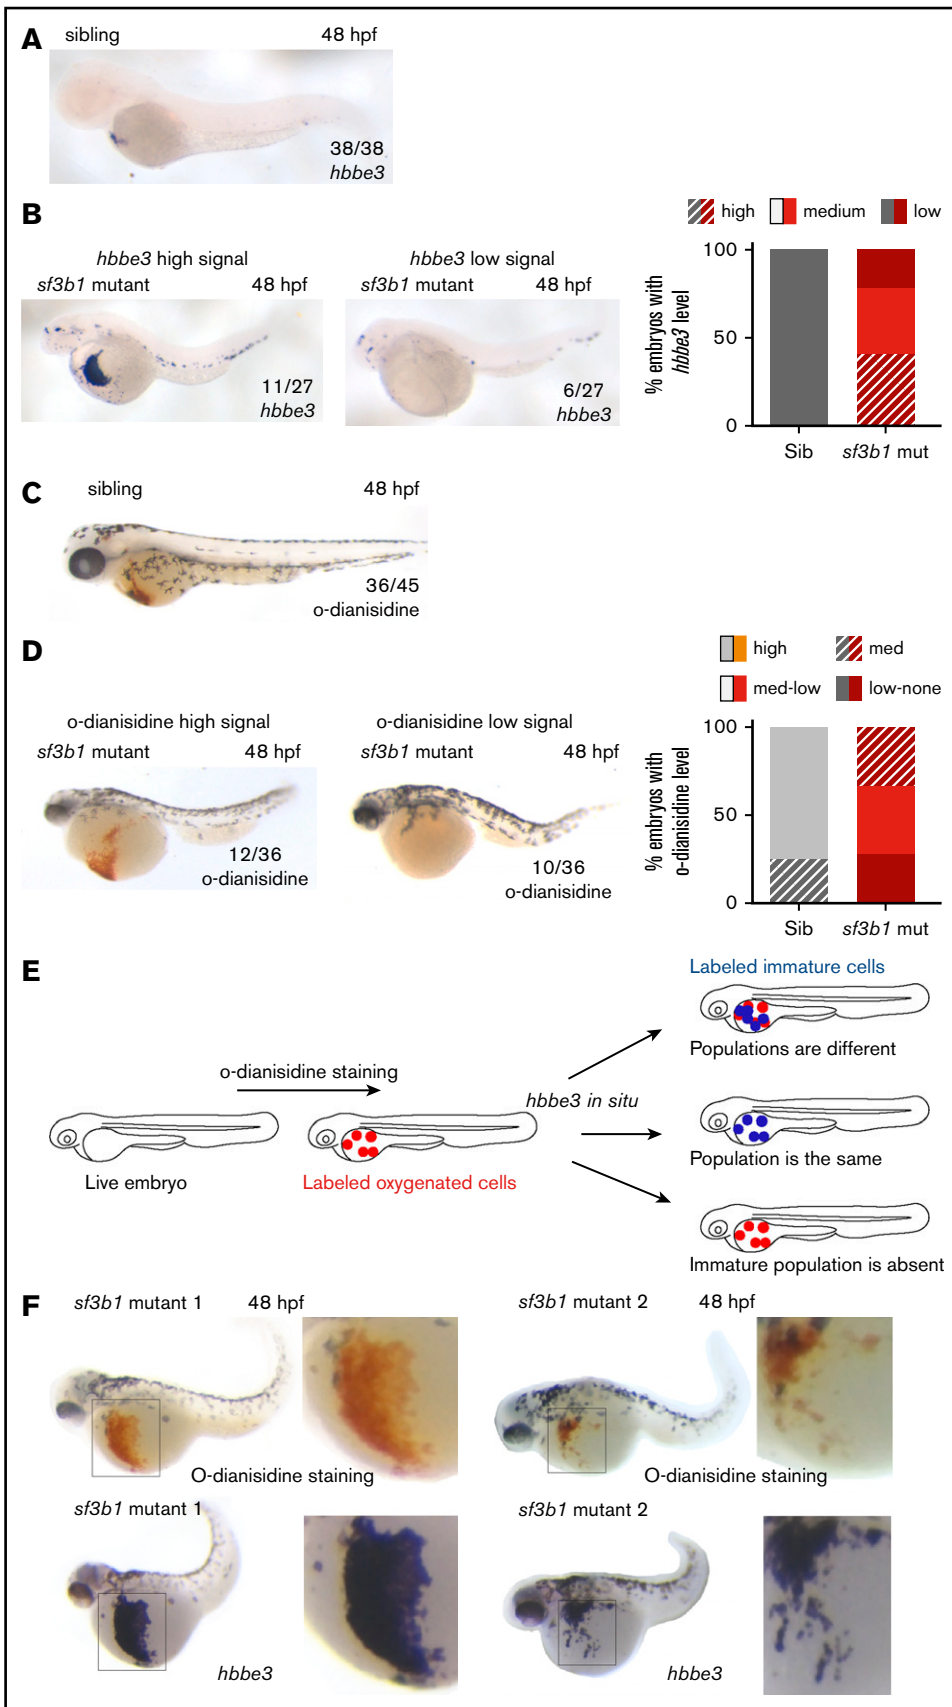 A
sibling 48 hpf
38/38
hbbe3
B
hbbe3 high signal
sf3b1 mutant 48 hpf
11/27
hbbe3
hbbe3 low signal
sf3b1 mutant 48 hpf
6/27
hbbe3
high medium low
% embryos with
hbbe3 level
100
50
0
Sib sf3b1 mut
C
sibling 48 hpf
36/45
o-dianisidine
D
o-dianisidine high signal
sf3b1 mutant 48 hpf
12/36
o-dianisidine
o-dianisidine low signal
sf3b1 mutant 48 hpf
10/36
o-dianisidine
high med
med-low low-none
% embryos with
o-dianisidine level
100
50
0
Sib sf3b1 mut
E
Live embryo
o-dianisidine staining
Labeled oxygenated cells
hbbe3 in situ
Labeled immature cells
Populations are different
Population is the same
Immature population is absent
F
sf3b1 mutant 1 48 hpf
O-dianisidine staining
sf3b1 mutant 1
hbbe3
sf3b1 mutant 2 48 hpf
O-dianisidine staining
sf3b1 mutant 2
hbbe3